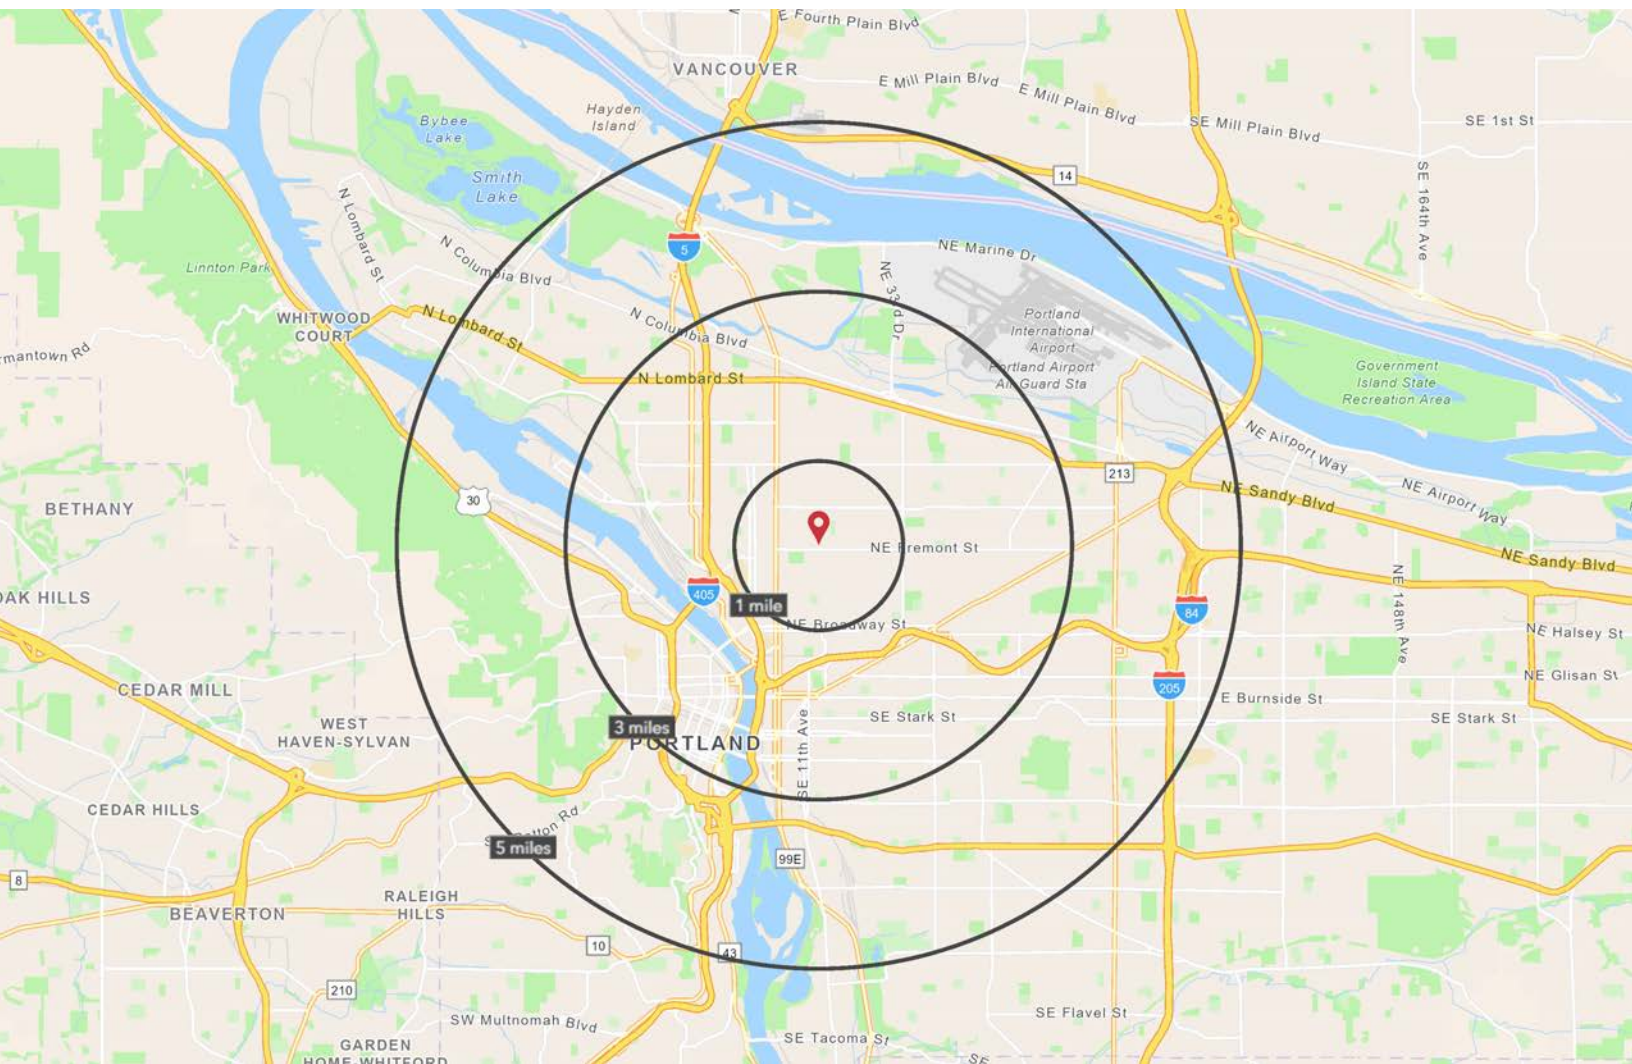 E Fourth Plain Blvd
VANCOUVER
E Mill Plain Blvd
E Mill Plain Blvd
SE Mill Plain Blvd
SE 1st St
Hayden
Island
Bybee
Lake
Smith
Lake
14
SE 164th Ave
N Lombard St
N Columbia Blvd
5
NE Marine Dr
NE 33rd Dr
Linnton Park
WHITWOOD
COURT
N Lombard St
N Columbia Blvd
Portland
International
Airport
Portland Airport
Air Guard Sta
Government
Island State
Recreation Area
rmantown Rd
N Lombard St
NE Airport Way
213
NE Sandy Blvd
NE Airport Way
30
BETHANY
NE Fremont St
NE Sandy Blvd
OAK HILLS
405
1 mile
84
NE 148th Ave
NE Broadway St
NE Halsey St
NE Glisan St
205
E Burnside St
CEDAR MILL
SE Stark St
SE Stark St
WEST
HAVEN-SYLVAN
3 miles
PORTLAND
SE 11th Ave
CEDAR HILLS
5 miles
99E
8
RALEIGH
HILLS
BEAVERTON
10
43
210
SW Multnomah Blvd
SE Flavel St
SE Tacoma St
GARDEN
HOME-WHITFORD
SE